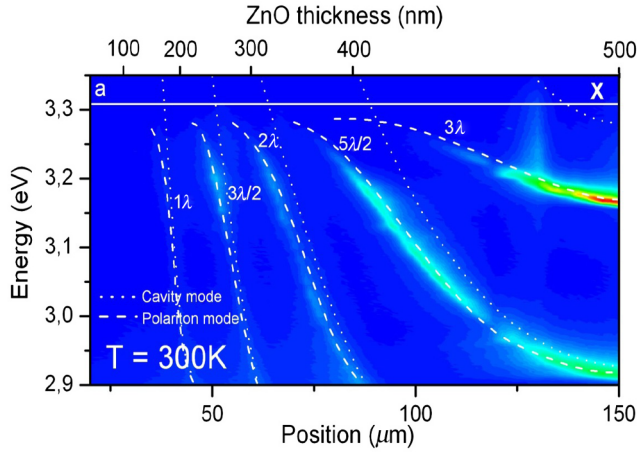 ZnO thickness (nm)
100 200 300 400 500
a
X
3,3
3,2
3,1
3,0
2,9
Energy (eV)
1λ
3λ/2
2λ
5λ/2
3λ
Cavity mode
Polariton mode
T = 300K
50 100 150
Position (μm)